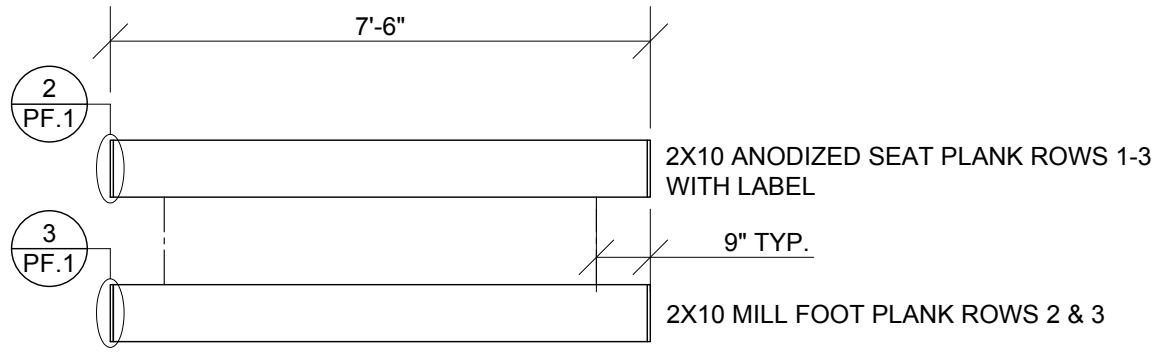 7'-6"
2
PF.1
2X10 ANODIZED SEAT PLANK ROWS 1-3
WITH LABEL
3
PF.1
9" TYP.
2X10 MILL FOOT PLANK ROWS 2 & 3